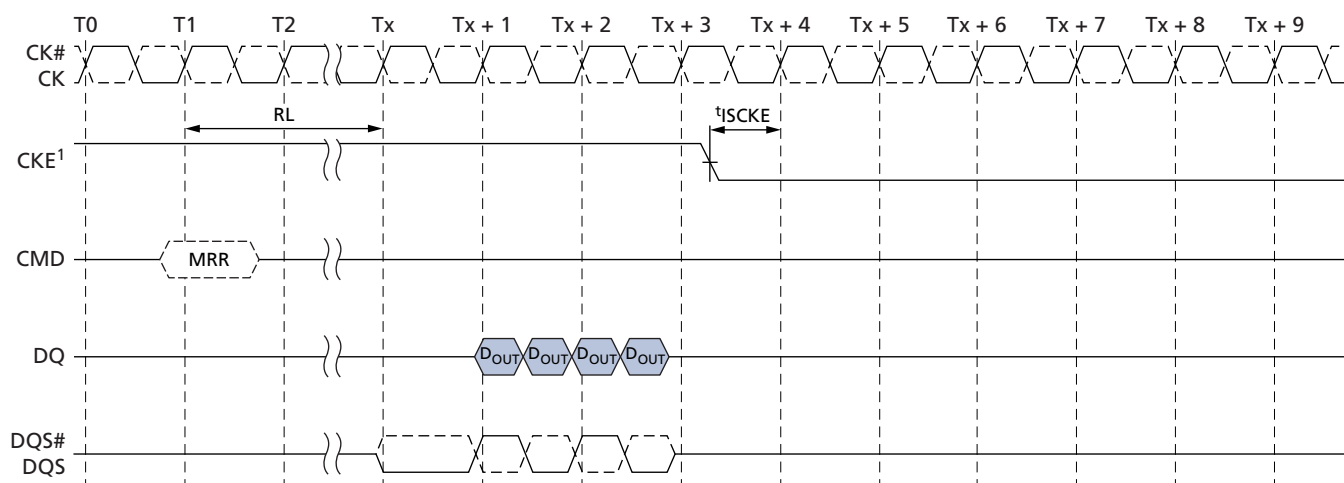 T0 T1 T2 Tx Tx + 1 Tx + 2 Tx + 3 Tx + 4 Tx + 5 Tx + 6 Tx + 7 Tx + 8 Tx + 9
CK#
CK
RL
tISCKE
CKE1
CMD
MRR
DQ
DOUT DOUT DOUT DOUT
DQS#
DQS